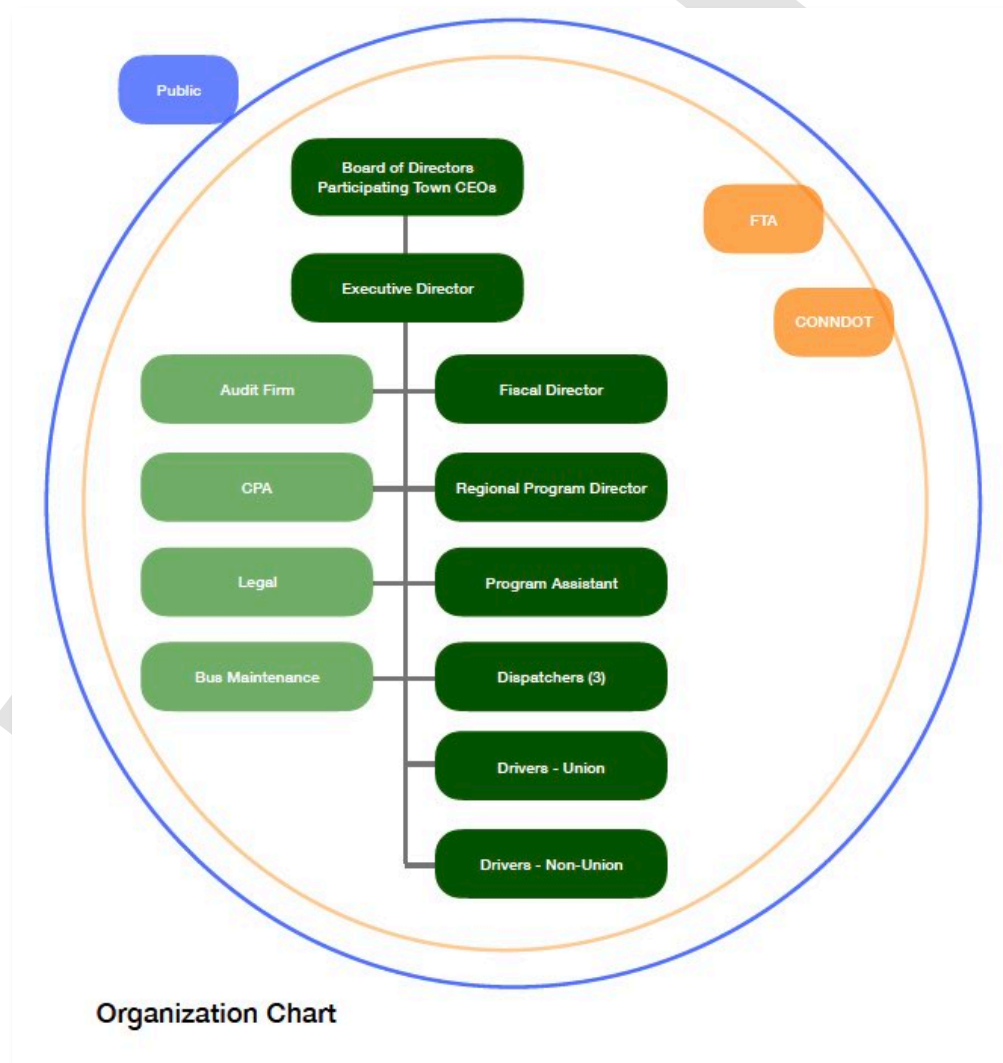 Public
Board of Directors
Participating Town CEOs
FTA
Executive Director
CONNDOT
Audit Firm
Fiscal Director
CPA
Regional Program Director
Legal
Program Assistant
Bus Maintenance
Dispatchers (3)
Drivers - Union
Drivers - Non-Union
Organization Chart